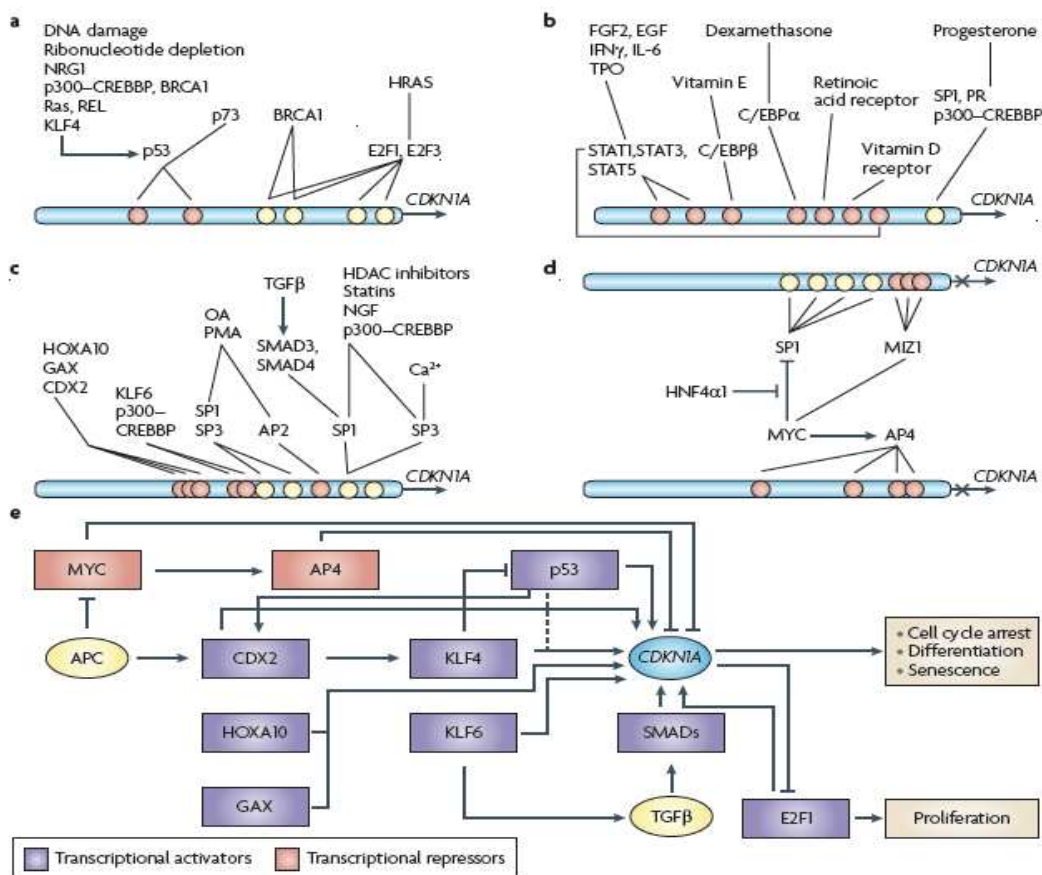 a
DNA damage
Ribonucleotide depletion
NRG1
p300–CREBBP, BRCA1
Ras, REL
KLF4
p53
p73
BRCA1
HRAS
E2F1, E2F3
CDKN1A
b
FGF2, EGF
IFNγ, IL-6
TPO
STAT1,STAT3,
STAT5
Vitamin E
C/EBPβ
Dexamethasone
C/EBPα
Retinoic
acid receptor
Vitamin D
receptor
Progesterone
SP1, PR
p300–CREBBP
CDKN1A
c
HOXA10
GAX
CDX2
KLF6
p300–
CREBBP
OA
PMA
SP1
SP3
AP2
TGFβ
SMAD3,
SMAD4
SP1
HDAC inhibitors
Statins
NGF
p300–CREBBP
Ca²⁺
SP3
CDKN1A
d
CDKN1A
SP1
MIZ1
HNF4α1
MYC
AP4
CDKN1A
e
MYC
AP4
p53
APC
CDX2
KLF4
CDKN1A
• Cell cycle arrest
• Differentiation
• Senescence
HOXA10
KLF6
SMADs
GAX
TGFβ
E2F1
Proliferation
Transcriptional activators
Transcriptional repressors